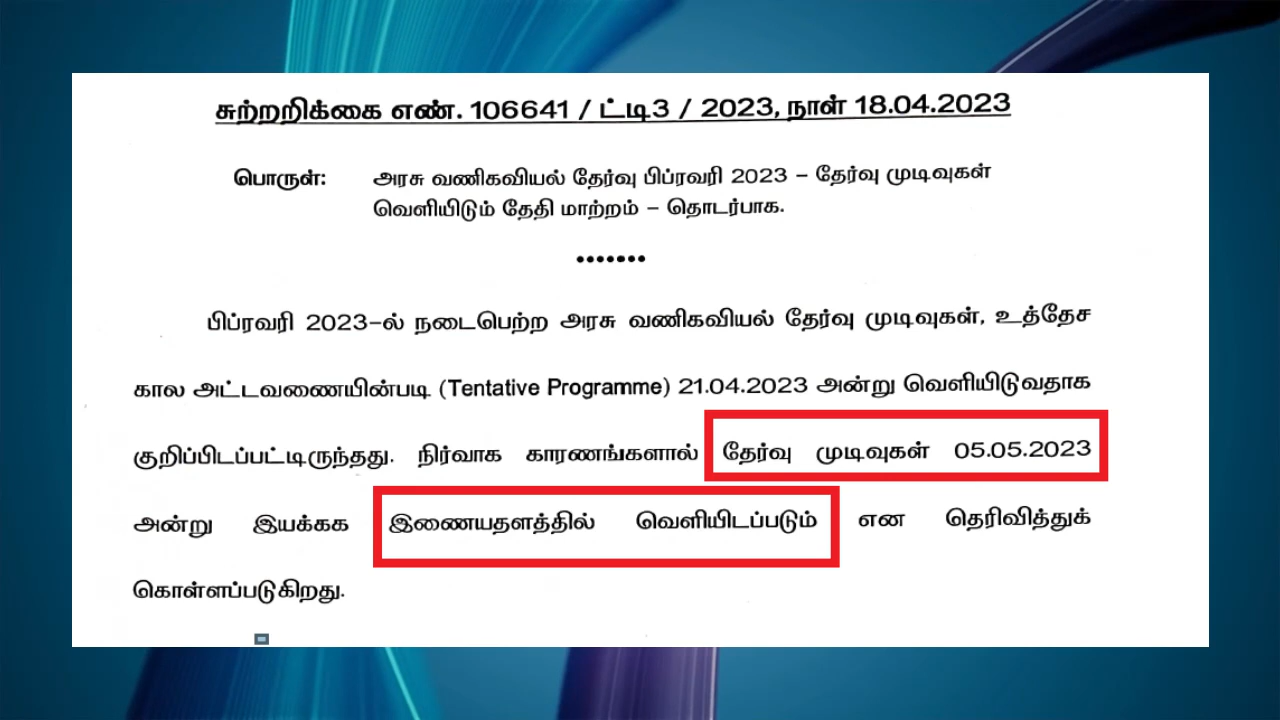 சுற்றறிக்கை எண். 106641 / ட்டி3 / 2023, நாள் 18.04.2023
பொருள்: அரசு வணிகவியல் தேர்வு பிப்ரவரி 2023 – தேர்வு முடிவுகள்
வெளியிடும் தேதி மாற்றம் – தொடர்பாக.
•••••••
பிப்ரவரி 2023–ல் நடைபெற்ற அரசு வணிகவியல் தேர்வு முடிவுகள், உத்தேச
கால அட்டவணையின்படி (Tentative Programme) 21.04.2023 அன்று வெளியிடுவதாக
குறிப்பிடப்பட்டிருந்தது. நிர்வாக காரணங்களால் தேர்வு முடிவுகள் 05.05.2023
அன்று இயக்கக இணையதளத்தில் வெளியிடப்படும் என தெரிவித்துக்
கொள்ளப்படுகிறது.